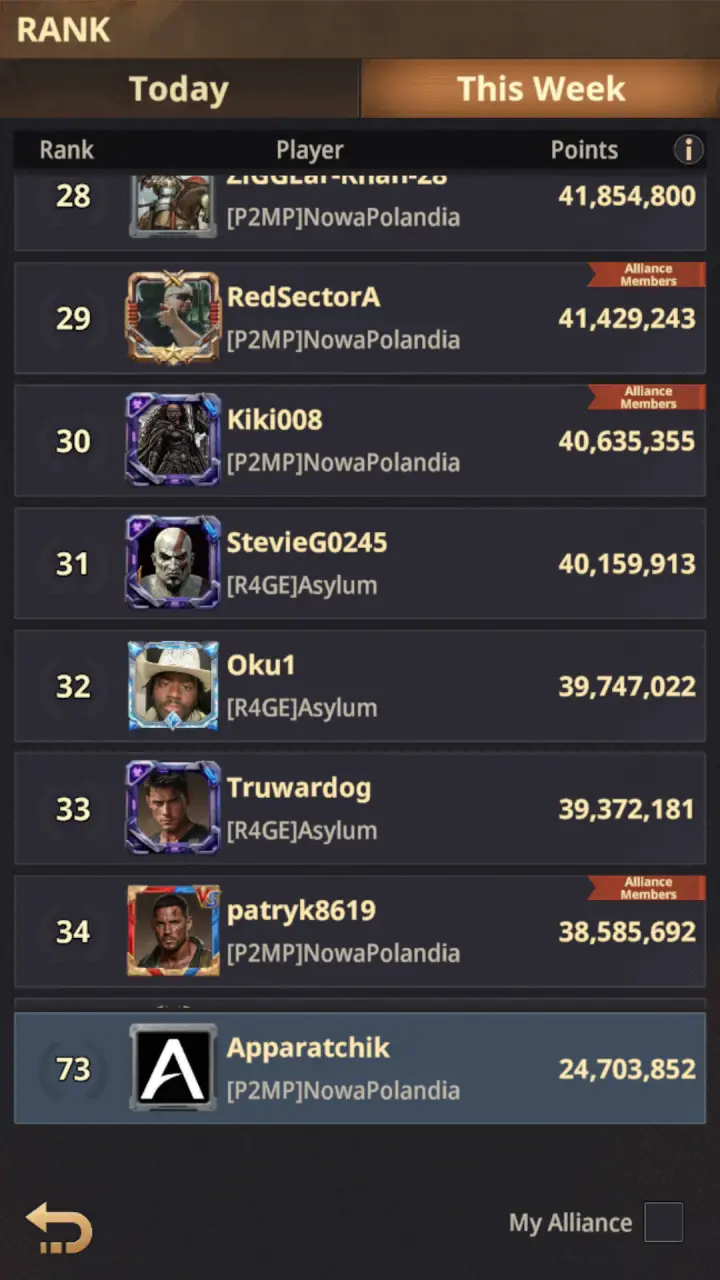 RANK
Today
This Week
Rank
Player
Points
28
[P2MP]NowaPolandia
41,854,800
Alliance
Members
29
RedSectorA
[P2MP]NowaPolandia
41,429,243
Alliance
Members
30
Kiki008
[P2MP]NowaPolandia
40,635,355
31
StevieG0245
[R4GE]Asylum
40,159,913
32
Oku1
[R4GE]Asylum
39,747,022
33
Truwardog
[R4GE]Asylum
39,372,181
Alliance
Members
34
patryk8619
[P2MP]NowaPolandia
38,585,692
73
Apparatchik
[P2MP]NowaPolandia
24,703,852
My Alliance